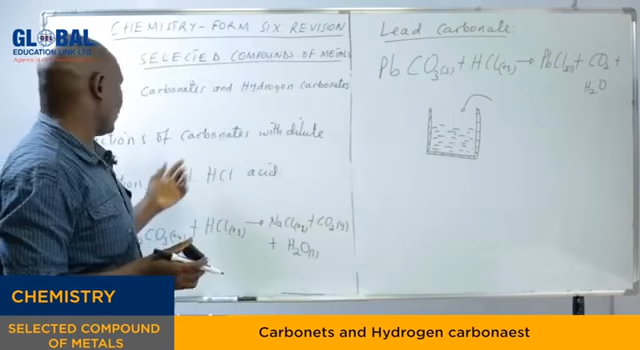 GLOBAL
EDUCATION LINK LTD
CHEMISTRY - FORM SIX REVISION
SELECTED COMPOUNDS OF METALS
Carbonates and Hydrogen carbonates
ctions of Carbonates with dilute
HCl acid
CO3(s) + HCl(aq) → NaCl(aq) + CO2(g)
+ H2O(l)
Lead Carbonate:
PbCO3(s) + HCl(aq) → PbCl2(s) + CO2 +
H2O
CHEMISTRY
SELECTED COMPOUND
OF METALS
Carbonets and Hydrogen carbonaest